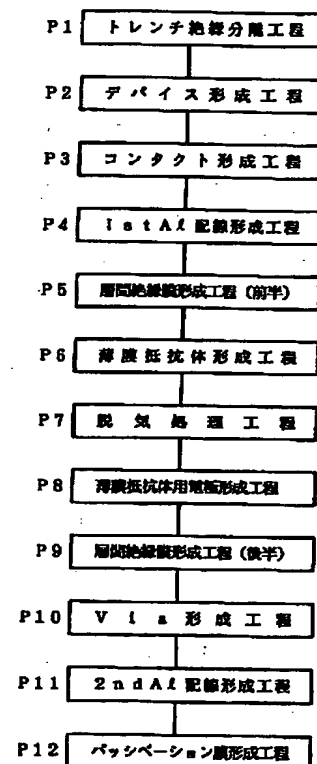 P1 トレンチ絶縁分離工程
P2 デバイス形成工程
P3 コンタクト形成工程
P4 1stAℓ配線形成工程
P5 層間絶縁膜形成工程(前半)
P6 薄膜抵抗体形成工程
P7 脱気処理工程
P8 薄膜抵抗体用電極形成工程
P9 層間絶縁膜形成工程(後半)
P10 Via形成工程
P11 2ndAℓ配線形成工程
P12 パッシベーション膜形成工程